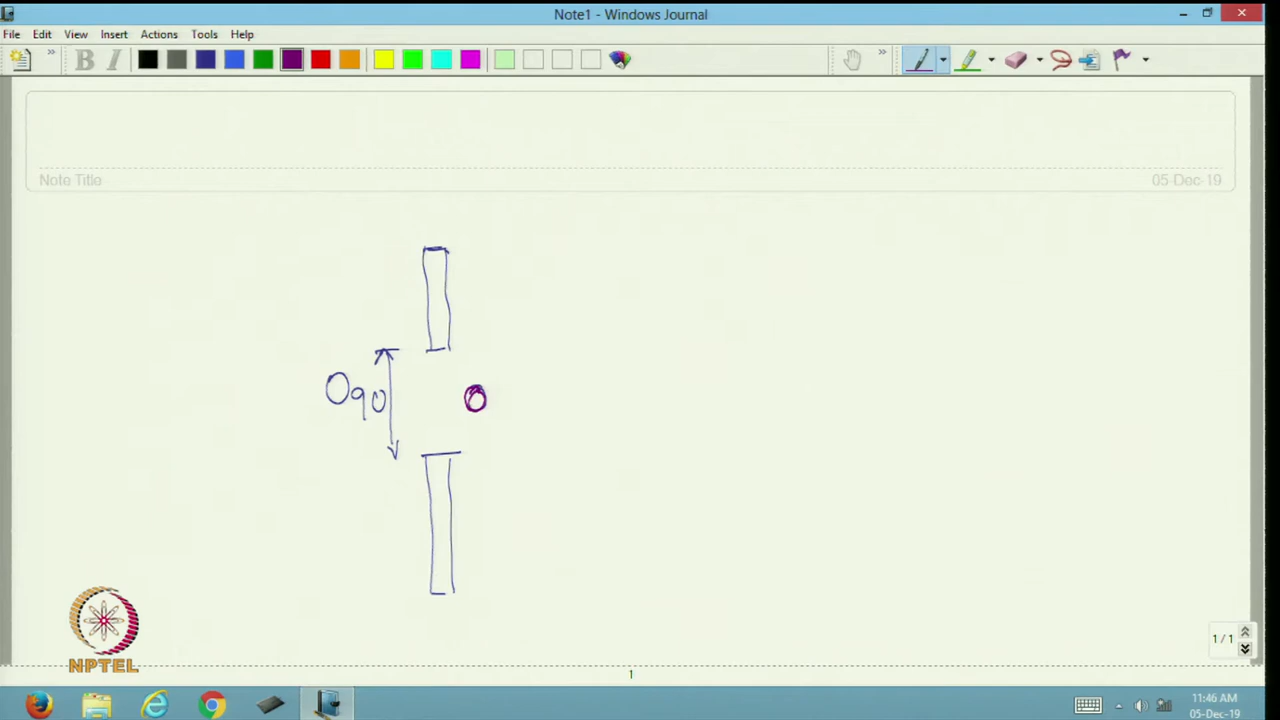 Note1 - Windows Journal
File Edit View Insert Actions Tools Help
B I
Note Title
05-Dec-19
O90
1 / 1
NPTEL
1
11:46 AM
05-Dec-19